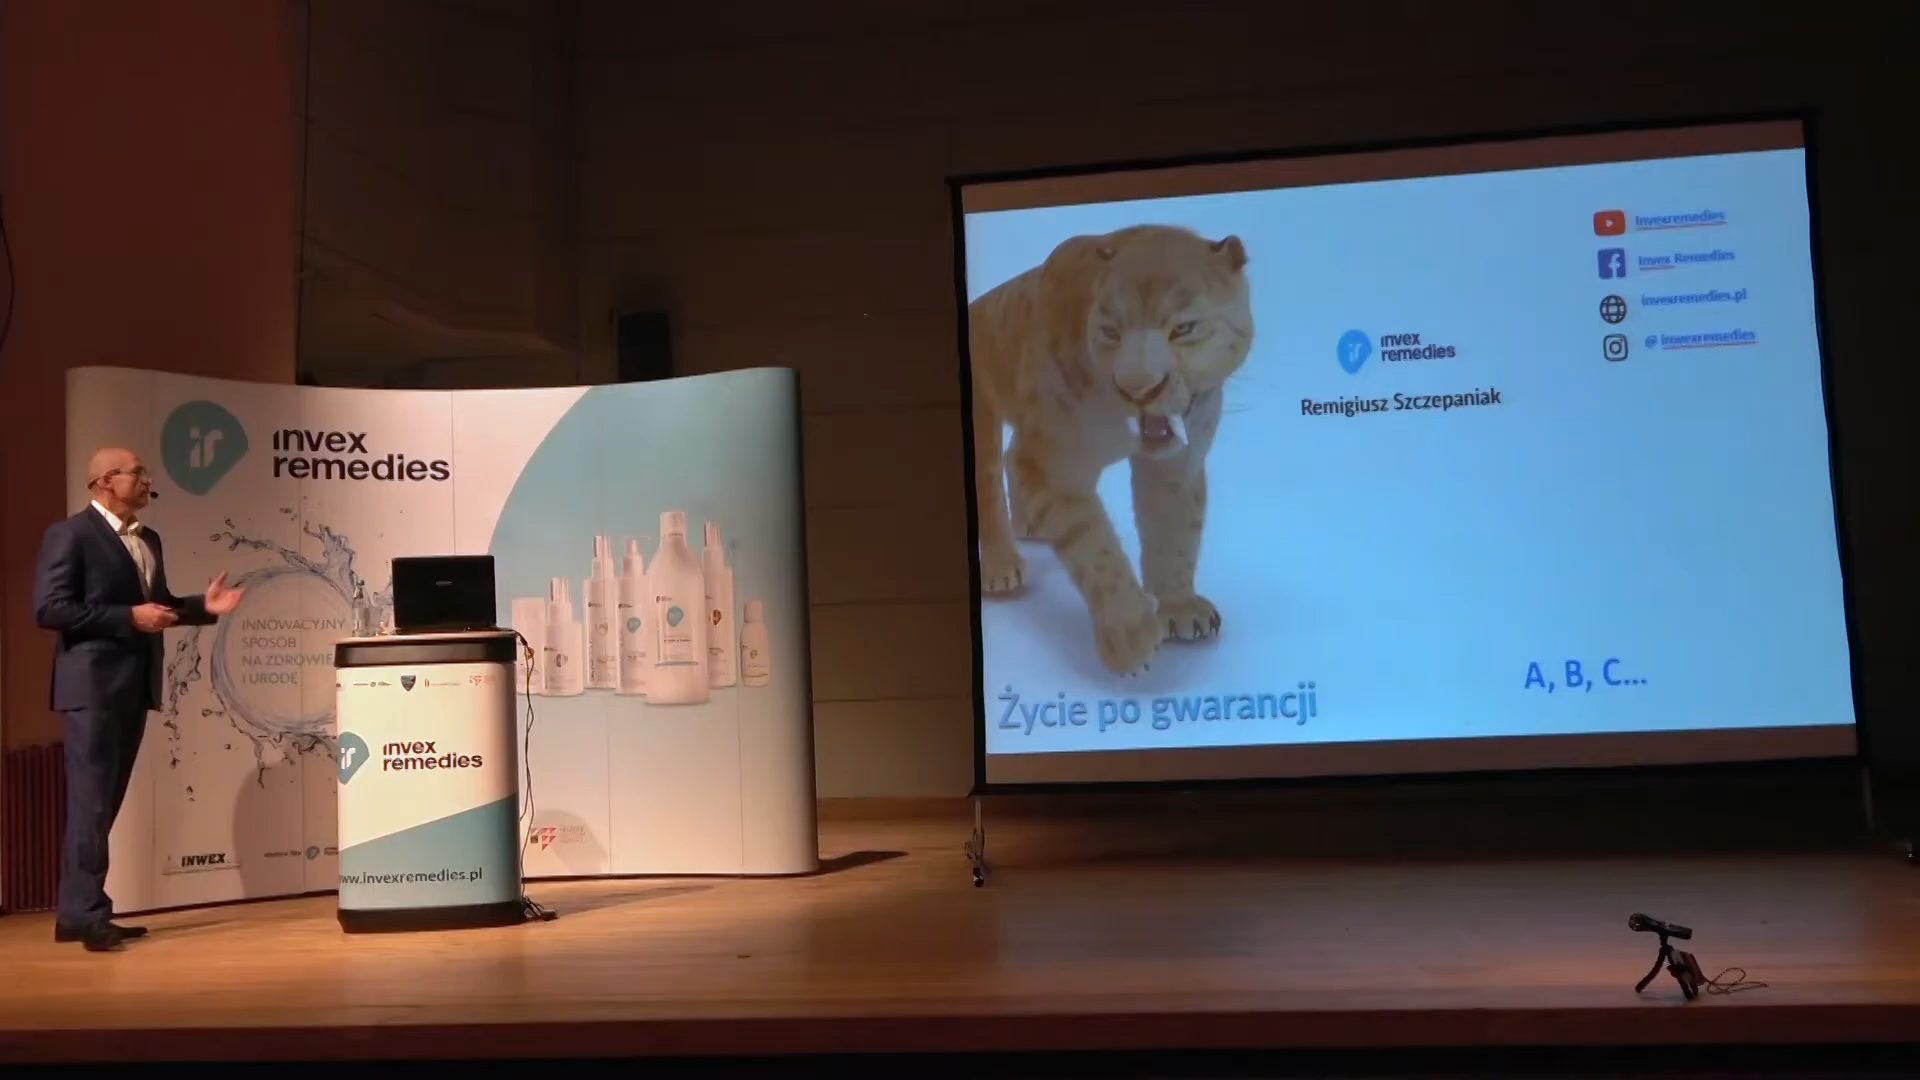 invex
remedies
INNOWACYJNY
SPOSÓB
NA ZDROWIE
I URODĘ
INWEX
invex
remedies
www.invexremedies.pl
Invexremedies
Invex Remedies
invexremedies.pl
@ invexremedies
invex
remedies
Remigiusz Szczepaniak
A, B, C...
Życie po gwarancji